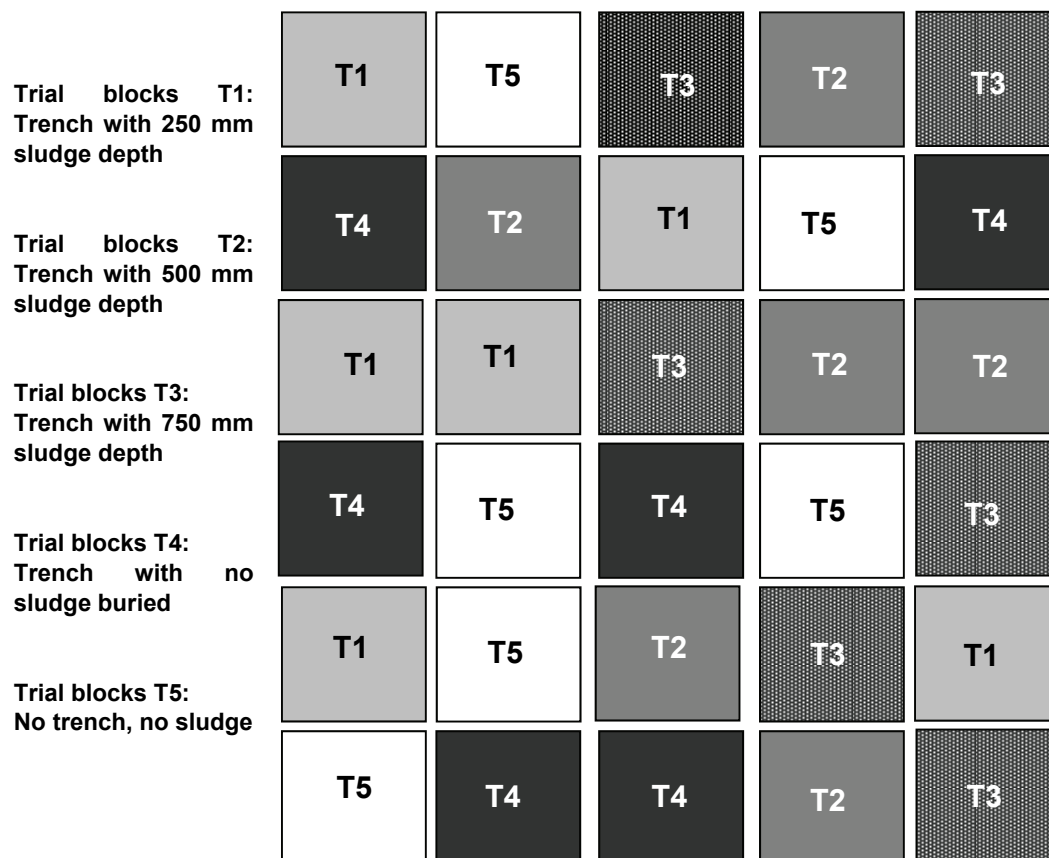 Trial blocks T1:
Trench with 250 mm
sludge depth
Trial blocks T2:
Trench with 500 mm
sludge depth
Trial blocks T3:
Trench with 750 mm
sludge depth
Trial blocks T4:
Trench with no
sludge buried
Trial blocks T5:
No trench, no sludge
T1 T5 T3 T2 T3
T4 T2 T1 T5 T4
T1 T1 T3 T2 T2
T4 T5 T4 T5 T3
T1 T5 T2 T3 T1
T5 T4 T4 T2 T3